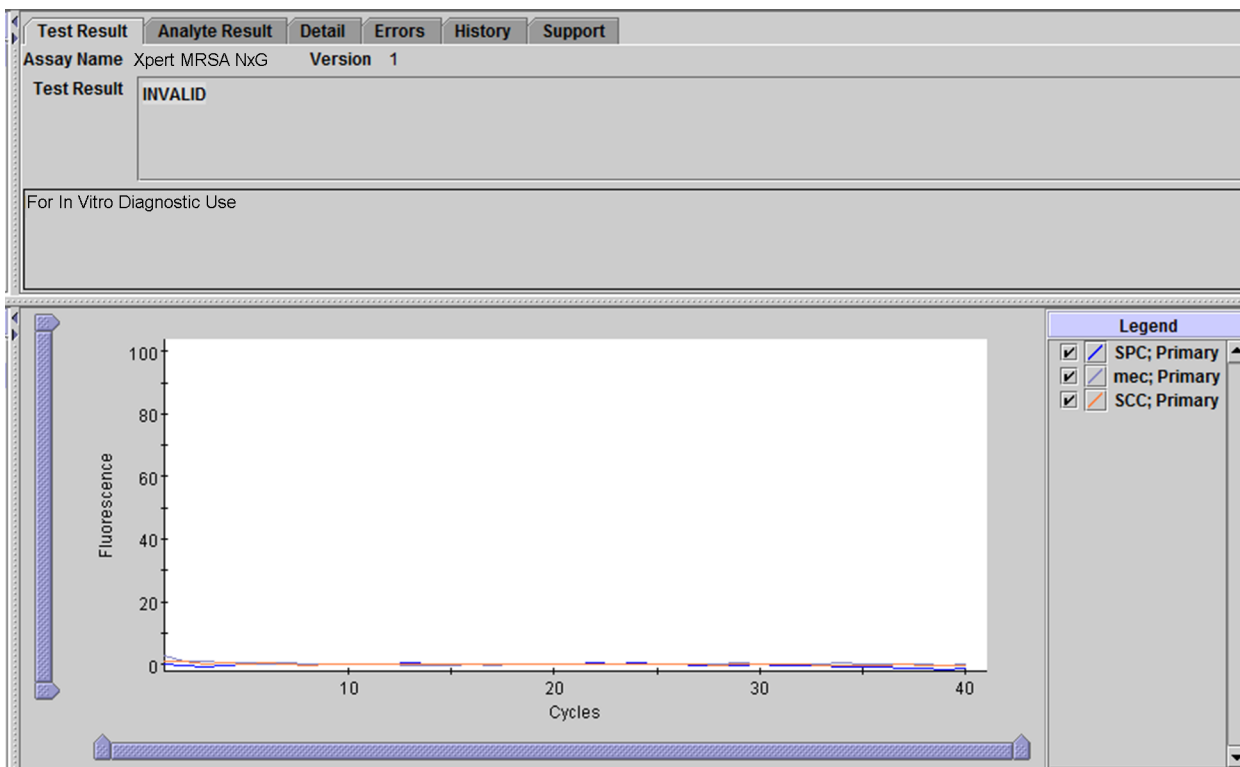 Test Result Analyte Result Detail Errors History Support
Assay Name Xpert MRSA NxG Version 1
Test Result INVALID
For In Vitro Diagnostic Use
Legend
SPC; Primary
mec; Primary
SCC; Primary
100
80
60
40
20
0
Fluorescence
10 20 30 40
Cycles